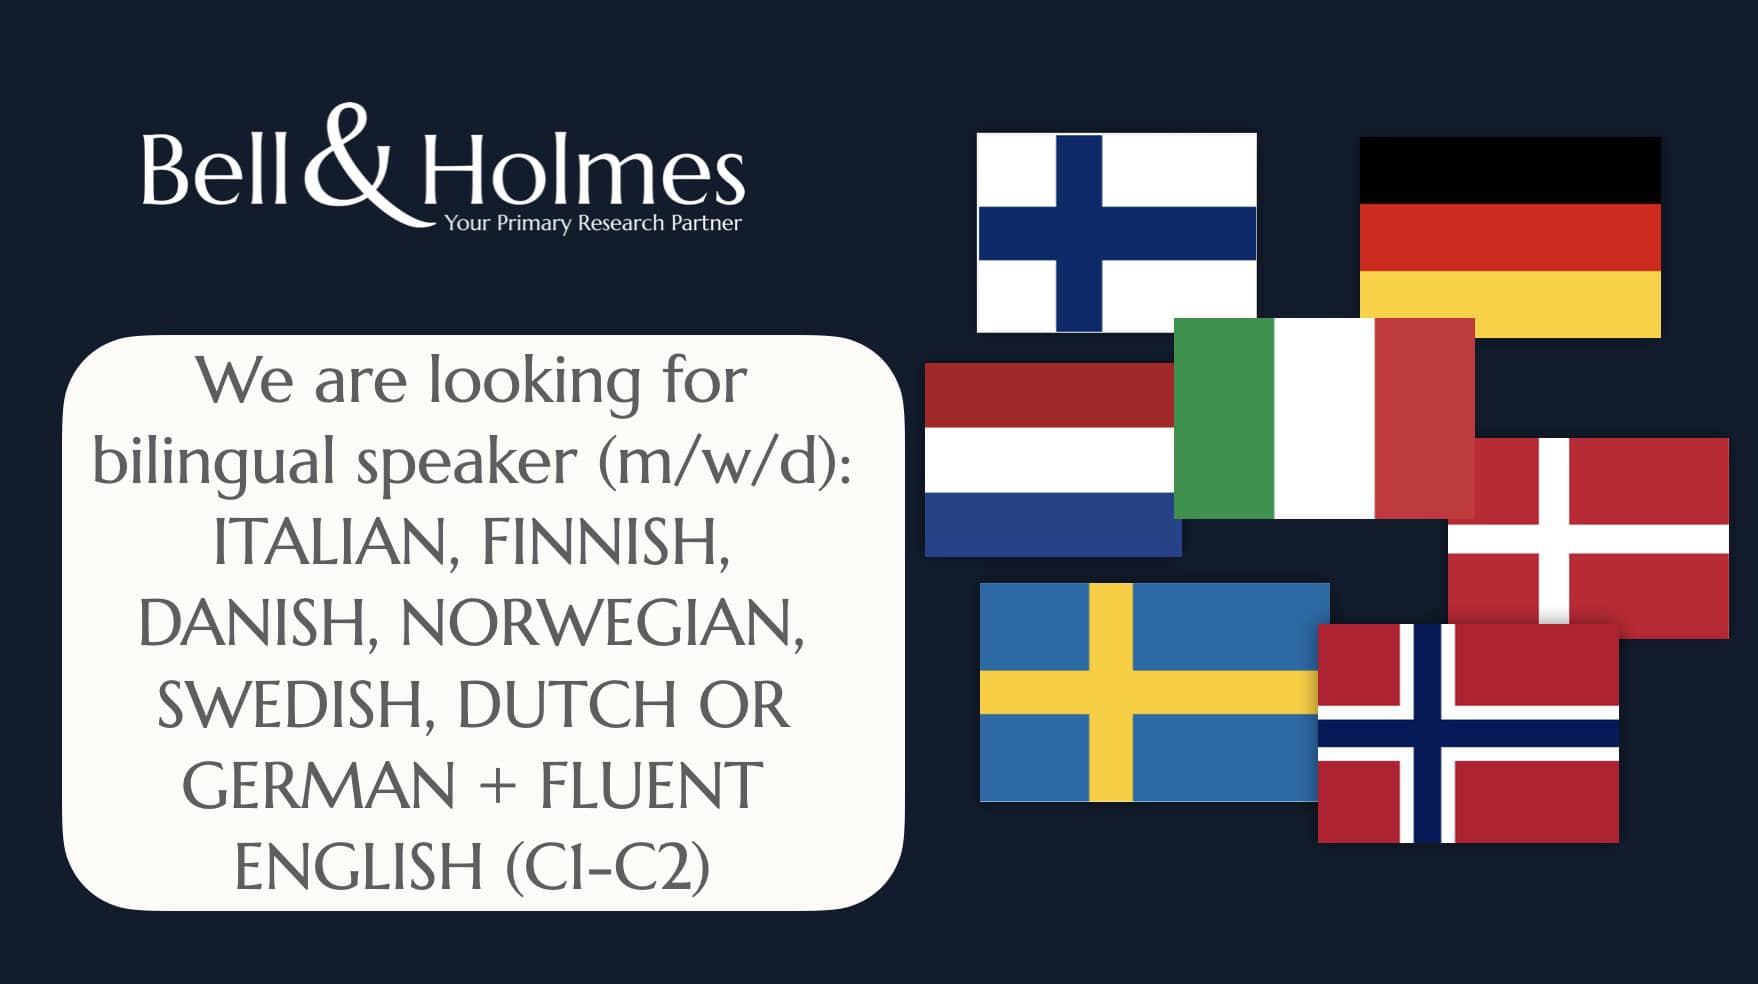 Bell & Holmes
Your Primary Research Partner
We are looking for
bilingual speaker (m/w/d):
ITALIAN, FINNISH,
DANISH, NORWEGIAN,
SWEDISH, DUTCH OR
GERMAN + FLUENT
ENGLISH (C1-C2)